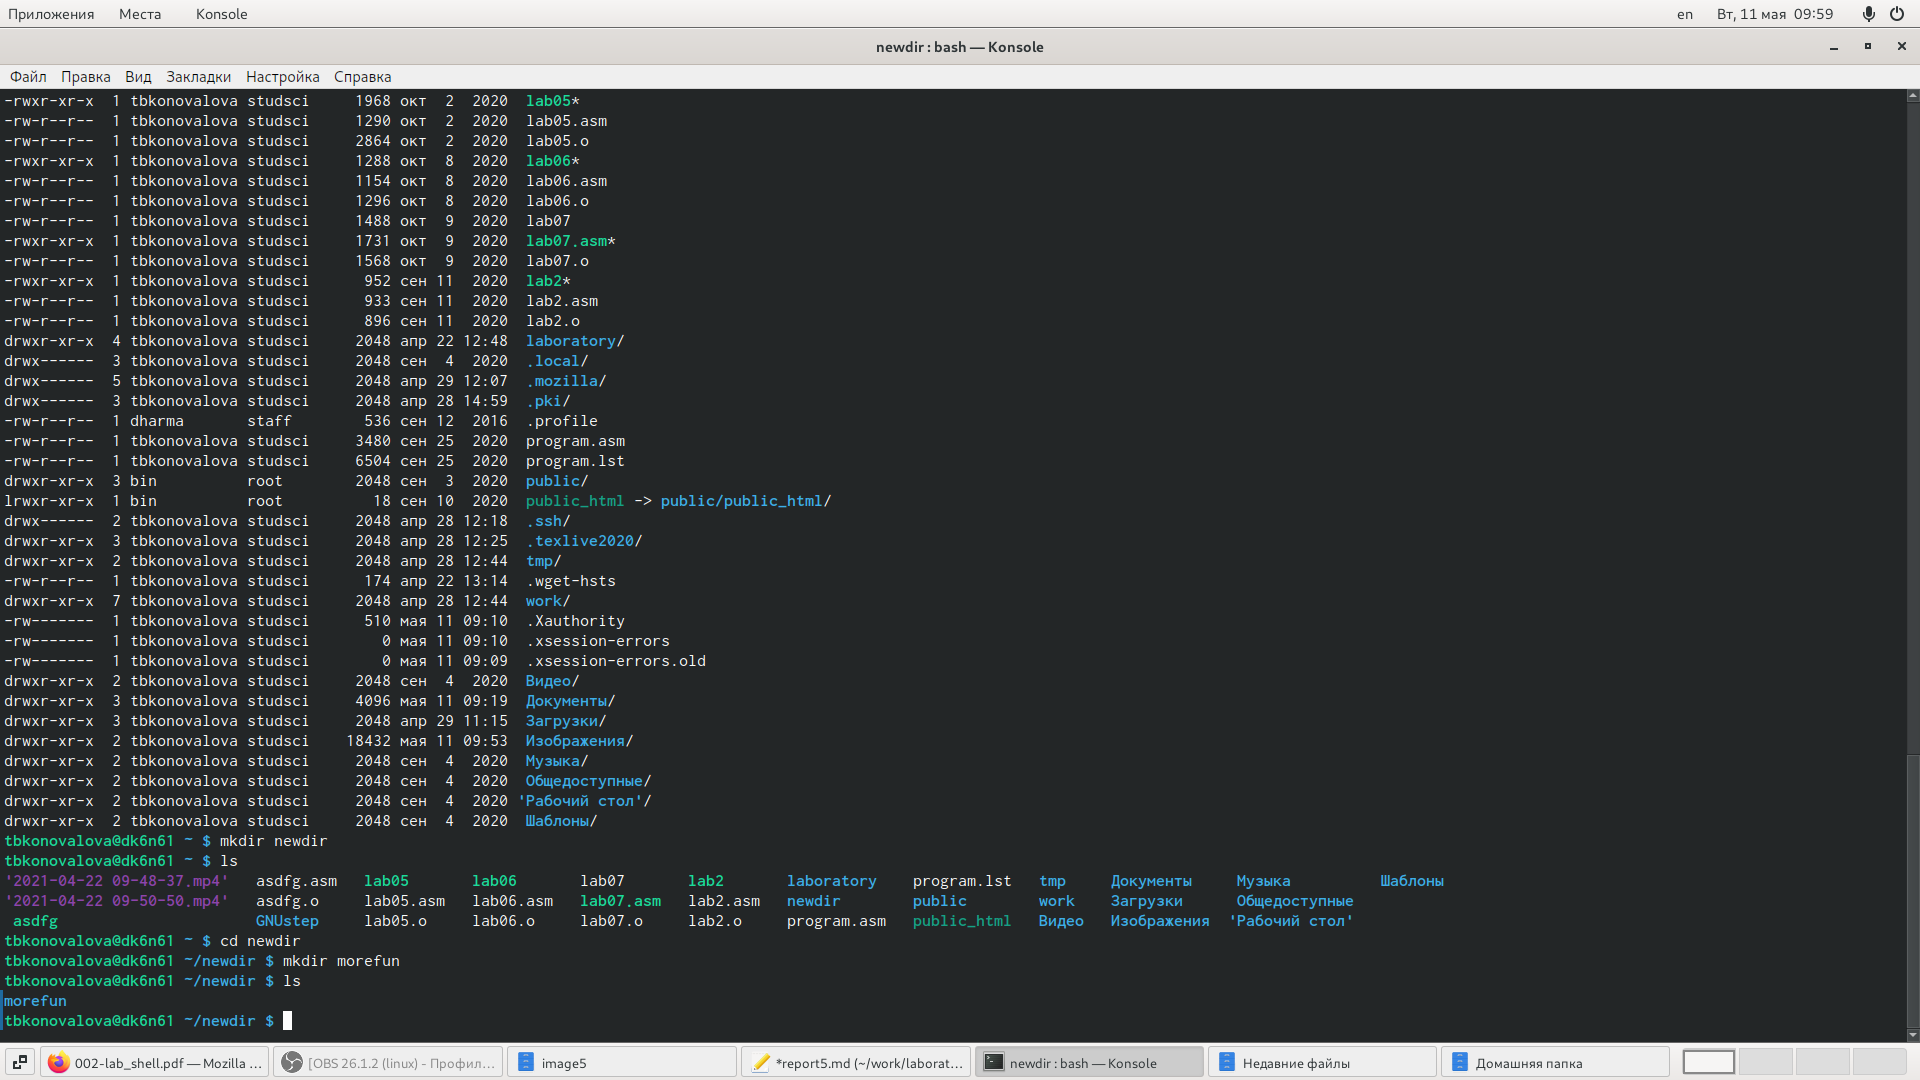 Приложения Места Konsole en Вт, 11 мая 09:59
newdir : bash — Konsole
Файл Правка Вид Закладки Настройка Справка
-rwxr-xr-x 1 tbkonovalova studsci 1968 окт 2 2020 lab05*
-rw-r--r-- 1 tbkonovalova studsci 1290 окт 2 2020 lab05.asm
-rw-r--r-- 1 tbkonovalova studsci 2864 окт 2 2020 lab05.o
-rwxr-xr-x 1 tbkonovalova studsci 1288 окт 8 2020 lab06*
-rw-r--r-- 1 tbkonovalova studsci 1154 окт 8 2020 lab06.asm
-rw-r--r-- 1 tbkonovalova studsci 1296 окт 8 2020 lab06.o
-rw-r--r-- 1 tbkonovalova studsci 1488 окт 9 2020 lab07
-rwxr-xr-x 1 tbkonovalova studsci 1731 окт 9 2020 lab07.asm*
-rw-r--r-- 1 tbkonovalova studsci 1568 окт 9 2020 lab07.o
-rwxr-xr-x 1 tbkonovalova studsci 952 сен 11 2020 lab2*
-rw-r--r-- 1 tbkonovalova studsci 933 сен 11 2020 lab2.asm
-rw-r--r-- 1 tbkonovalova studsci 896 сен 11 2020 lab2.o
drwxr-xr-x 4 tbkonovalova studsci 2048 апр 22 12:48 laboratory/
drwx------ 3 tbkonovalova studsci 2048 сен 4 2020 .local/
drwx------ 5 tbkonovalova studsci 2048 апр 29 12:07 .mozilla/
drwx------ 3 tbkonovalova studsci 2048 апр 28 14:59 .pki/
-rw-r--r-- 1 dharma staff 536 сен 12 2016 .profile
-rw-r--r-- 1 tbkonovalova studsci 3480 сен 25 2020 program.asm
-rw-r--r-- 1 tbkonovalova studsci 6504 сен 25 2020 program.lst
drwxr-xr-x 3 bin root 2048 сен 3 2020 public/
lrwxr-xr-x 1 bin root 18 сен 10 2020 public_html -> public/public_html/
drwx------ 2 tbkonovalova studsci 2048 апр 28 12:18 .ssh/
drwxr-xr-x 3 tbkonovalova studsci 2048 апр 28 12:25 .texlive2020/
drwxr-xr-x 2 tbkonovalova studsci 2048 апр 28 12:44 tmp/
-rw-r--r-- 1 tbkonovalova studsci 174 апр 22 13:14 .wget-hsts
drwxr-xr-x 7 tbkonovalova studsci 2048 апр 28 12:44 work/
-rw------- 1 tbkonovalova studsci 510 мая 11 09:10 .Xauthority
-rw------- 1 tbkonovalova studsci 0 мая 11 09:10 .xsession-errors
-rw------- 1 tbkonovalova studsci 0 мая 11 09:09 .xsession-errors.old
drwxr-xr-x 2 tbkonovalova studsci 2048 сен 4 2020 Видео/
drwxr-xr-x 3 tbkonovalova studsci 4096 мая 11 09:19 Документы/
drwxr-xr-x 3 tbkonovalova studsci 2048 апр 29 11:15 Загрузки/
drwxr-xr-x 2 tbkonovalova studsci 18432 мая 11 09:53 Изображения/
drwxr-xr-x 2 tbkonovalova studsci 2048 сен 4 2020 Музыка/
drwxr-xr-x 2 tbkonovalova studsci 2048 сен 4 2020 Общедоступные/
drwxr-xr-x 2 tbkonovalova studsci 2048 сен 4 2020 'Рабочий стол'/
drwxr-xr-x 2 tbkonovalova studsci 2048 сен 4 2020 Шаблоны/
tbkonovalova@dk6n61 ~ $ mkdir newdir
tbkonovalova@dk6n61 ~ $ ls
'2021-04-22 09-48-37.mp4' asdfg.asm lab05 lab06 lab07 lab2 laboratory program.lst tmp Документы Музыка Шаблоны
'2021-04-22 09-50-50.mp4' asdfg.o lab05.asm lab06.asm lab07.asm lab2.asm newdir public work Загрузки Общедоступные
asdfg GNUstep lab05.o lab06.o lab07.o lab2.o program.asm public_html Видео Изображения 'Рабочий стол'
tbkonovalova@dk6n61 ~ $ cd newdir
tbkonovalova@dk6n61 ~/newdir $ mkdir morefun
tbkonovalova@dk6n61 ~/newdir $ ls
morefun
tbkonovalova@dk6n61 ~/newdir $
002-lab_shell.pdf — Mozilla ... [OBS 26.1.2 (linux) - Профил... image5 *report5.md (~/work/laborat... newdir : bash — Konsole Недавние файлы Домашняя папка